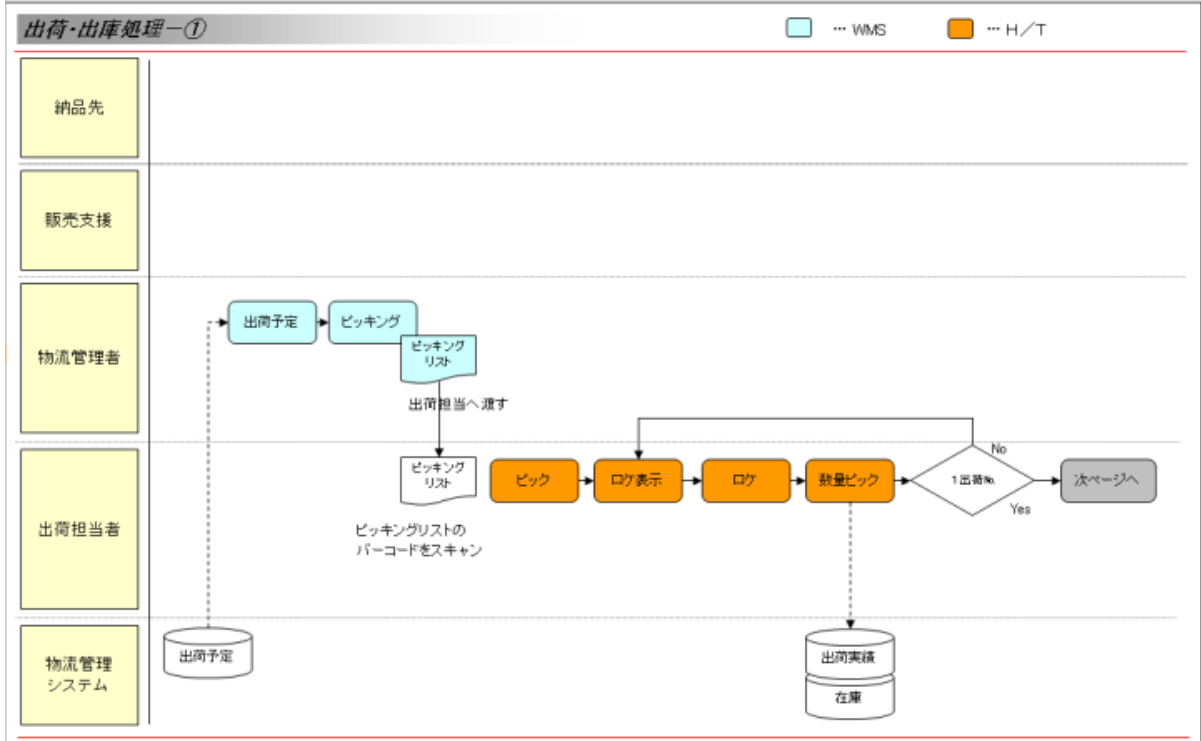 出荷・出庫処理－①
… WMS
… H／T
納品先
販売支援
物流管理者
出荷予定
ピッキング
ピッキング
リスト
出荷担当へ渡す
出荷担当者
ピッキング
リスト
ピッキングリストの
バーコードをスキャン
ピック
ロケ表示
ロケ
数量ピック
1出荷№
No
Yes
次ページへ
物流管理
システム
出荷予定
出荷実績
在庫